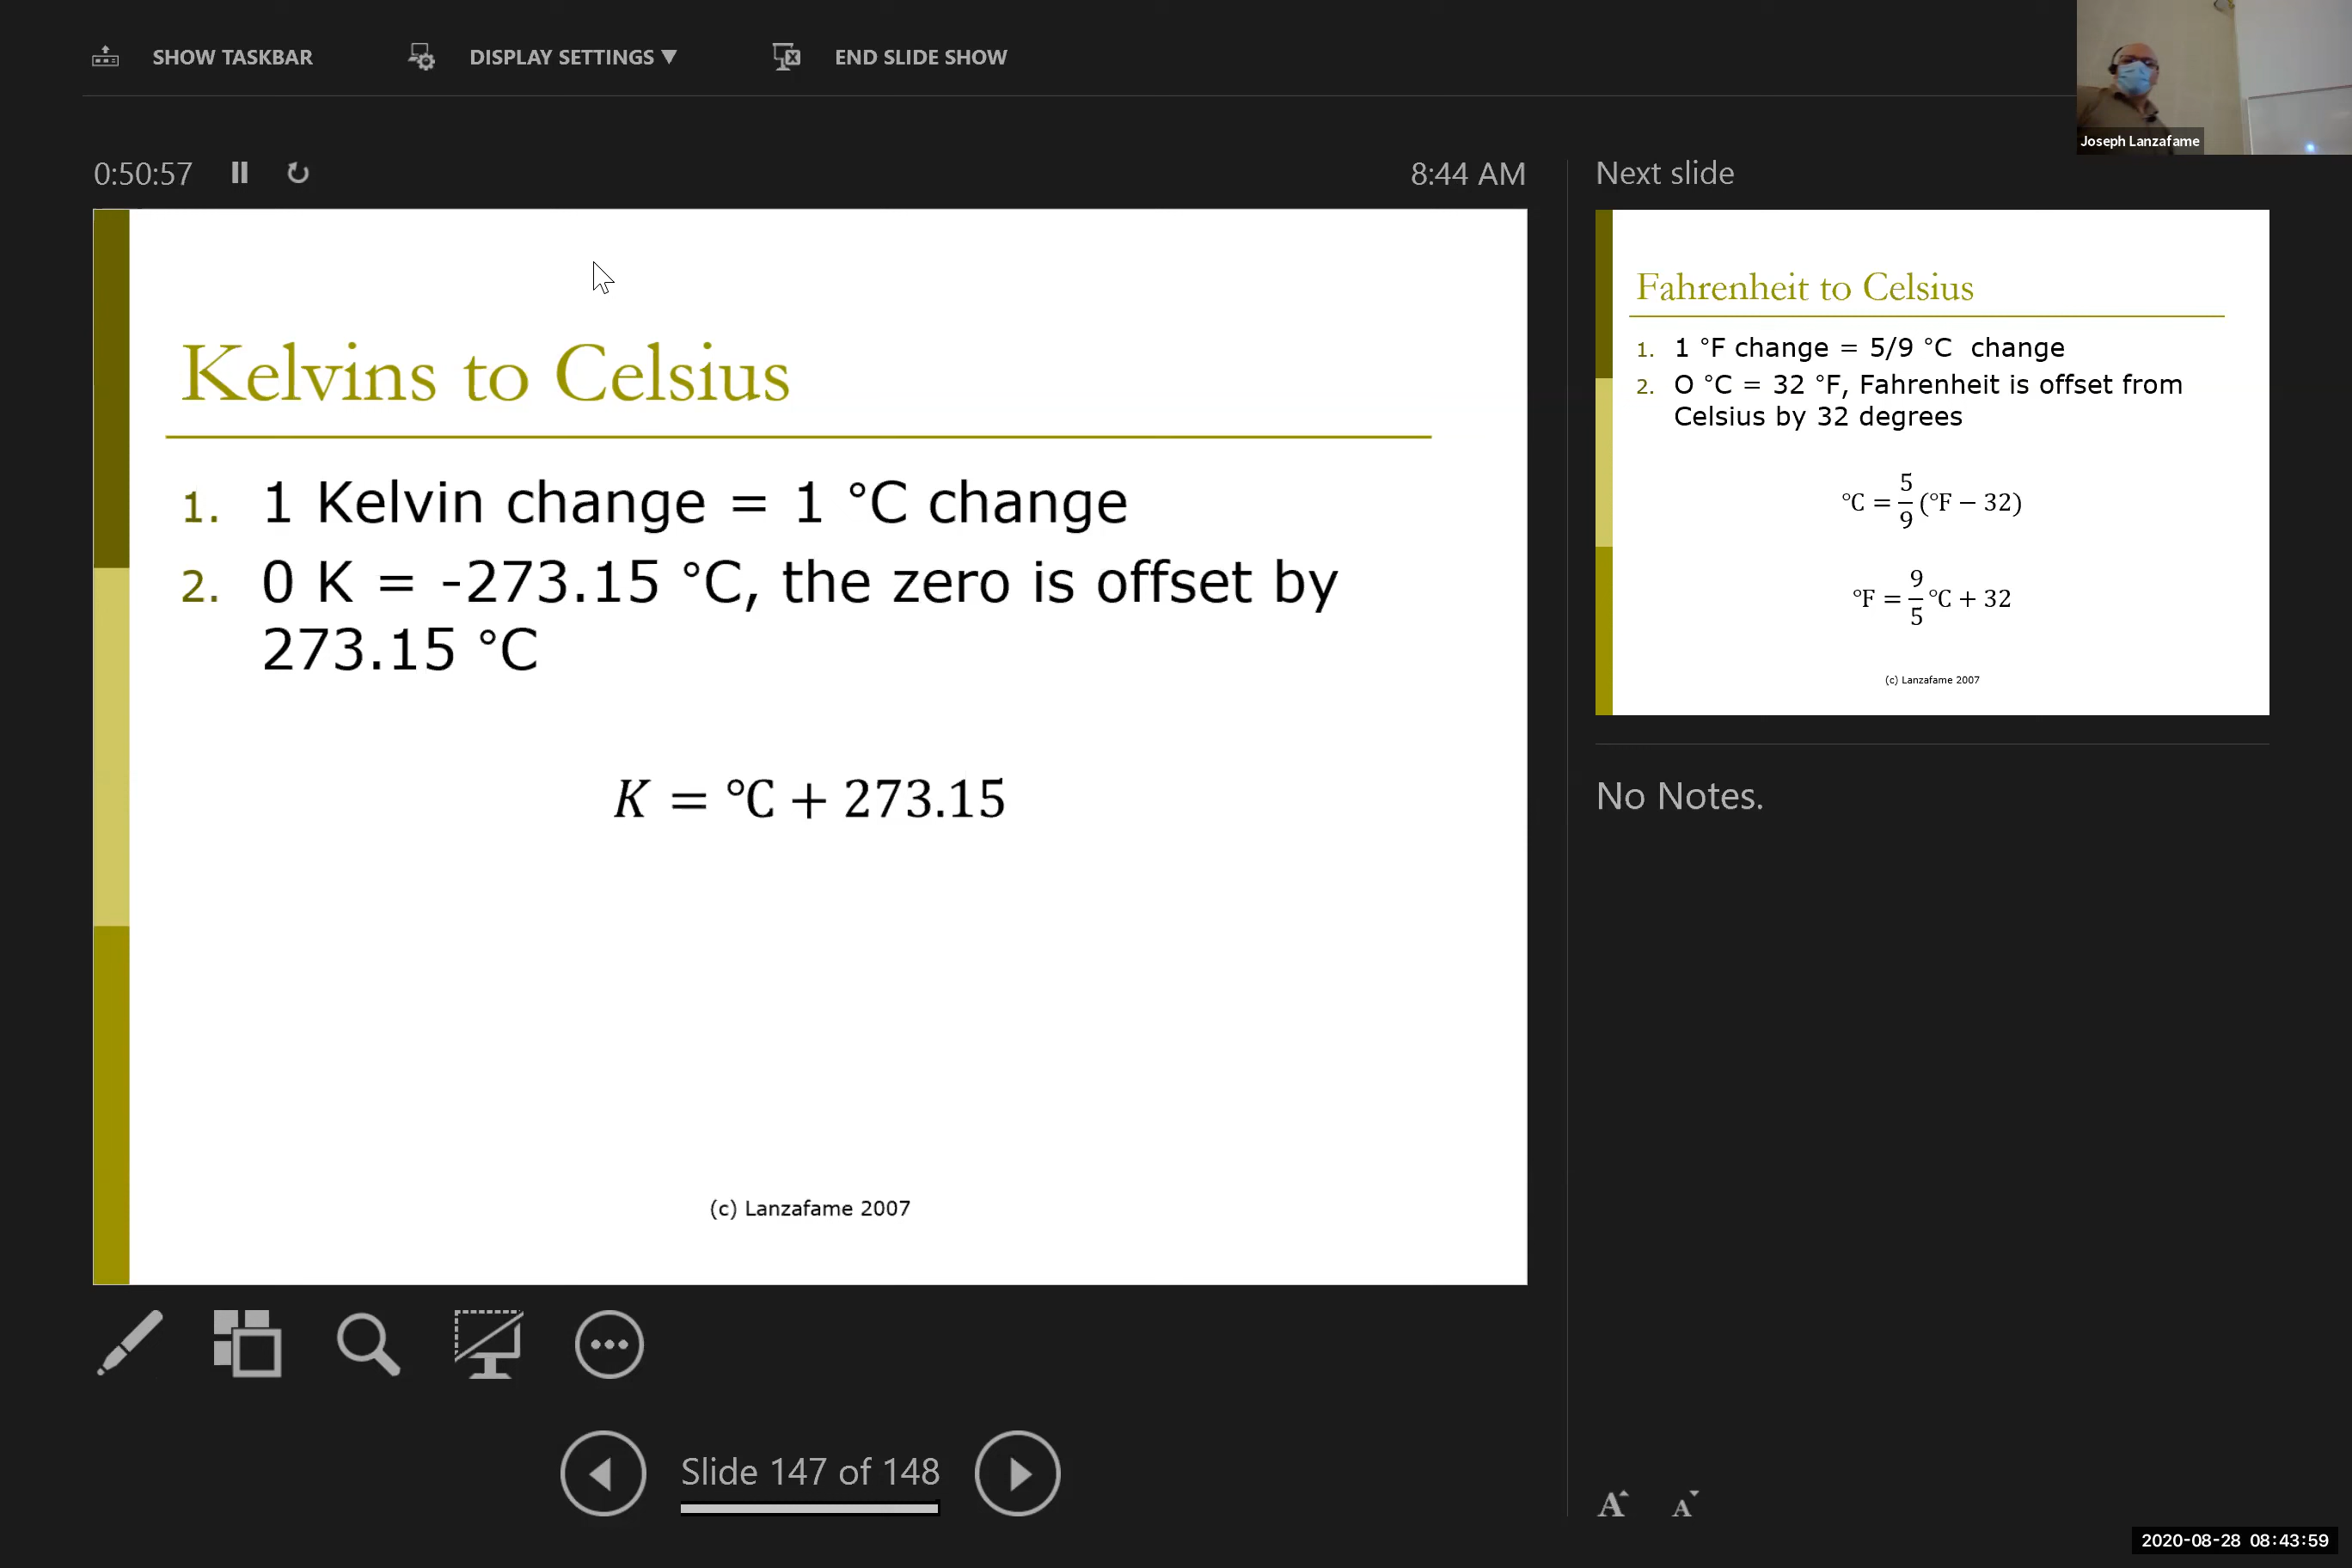 SHOW TASKBAR
DISPLAY SETTINGS ▼
END SLIDE SHOW
Joseph Lanzafame
0:50:57
8:44 AM
Next slide
Kelvins to Celsius
1. 1 Kelvin change = 1 °C change
2. 0 K = -273.15 °C, the zero is offset by
273.15 °C
K = °C + 273.15
(c) Lanzafame 2007
Fahrenheit to Celsius
1. 1 °F change = 5/9 °C change
2. O °C = 32 °F, Fahrenheit is offset from
Celsius by 32 degrees
°C = 5/9 (°F − 32)
°F = 9/5 °C + 32
(c) Lanzafame 2007
No Notes.
Slide 147 of 148
A A
2020-08-28 08:43:59